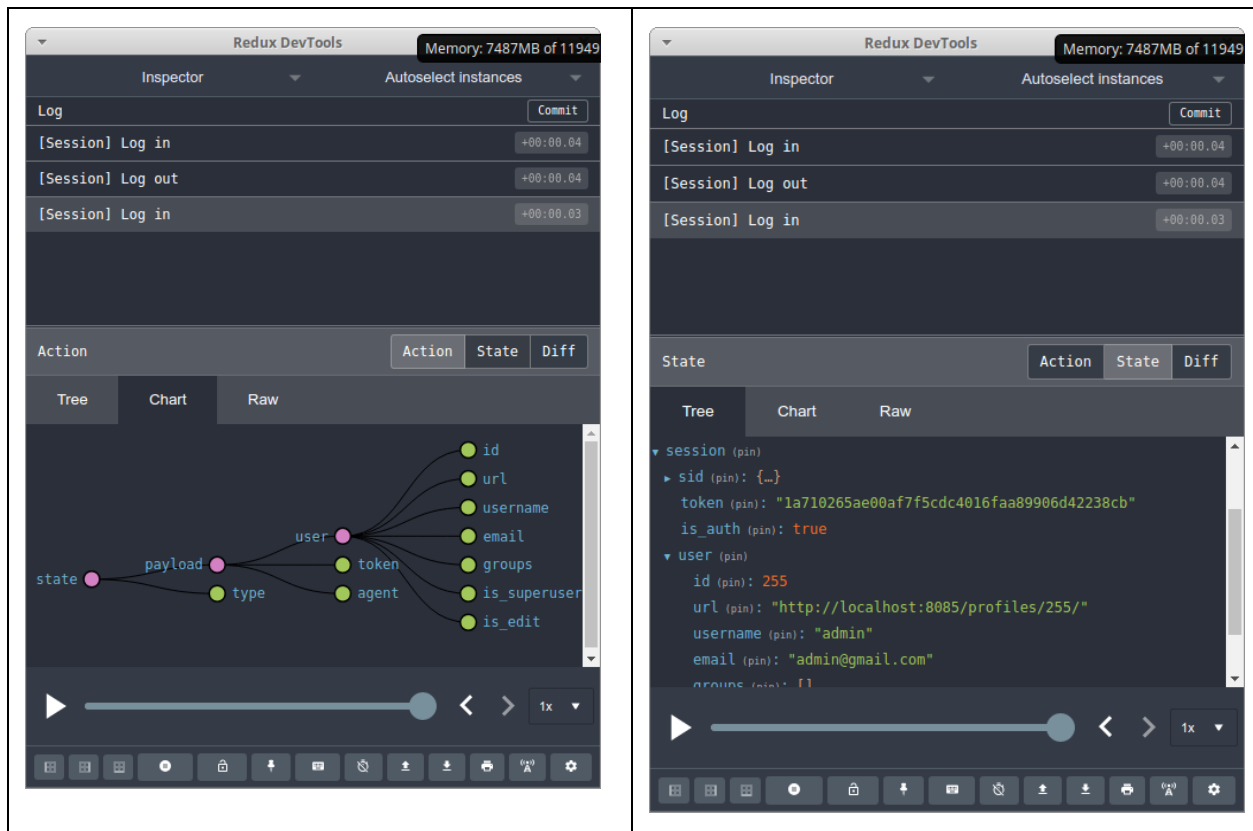 Redux DevTools
Memory: 7487MB of 11949
Inspector
Autoselect instances
Log
Commit
[Session] Log in
+00:00.04
[Session] Log out
+00:00.04
[Session] Log in
+00:00.03
Action
Action
State
Diff
Tree
Chart
Raw
id
url
username
user
email
payload
token
groups
state
type
agent
is_superuser
is_edit
1x
Redux DevTools
Memory: 7487MB of 11949
Inspector
Autoselect instances
Log
Commit
[Session] Log in
+00:00.04
[Session] Log out
+00:00.04
[Session] Log in
+00:00.03
State
Action
State
Diff
Tree
Chart
Raw
session (pin)
sid (pin): {…}
token (pin): "1a710265ae00af7f5cdc4016faa89906d42238cb"
is_auth (pin): true
user (pin)
id (pin): 255
url (pin): "http://localhost:8085/profiles/255/"
username (pin): "admin"
email (pin): "admin@gmail.com"
groups (pin): []
1x